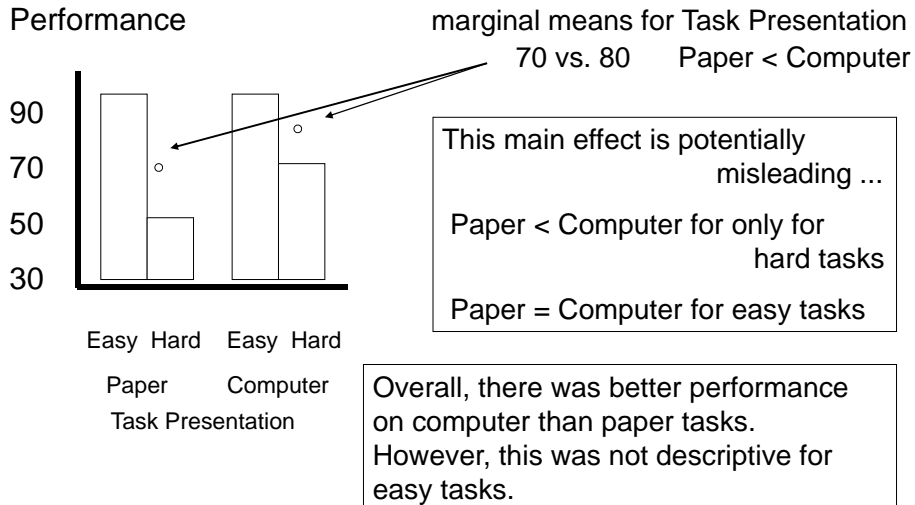 Performance
marginal means for Task Presentation
70 vs. 80 Paper < Computer
90
70
50
30
Easy Hard Easy Hard
Paper Computer
Task Presentation
This main effect is potentially
misleading ...
Paper < Computer for only for
hard tasks
Paper = Computer for easy tasks
Overall, there was better performance
on computer than paper tasks.
However, this was not descriptive for
easy tasks.